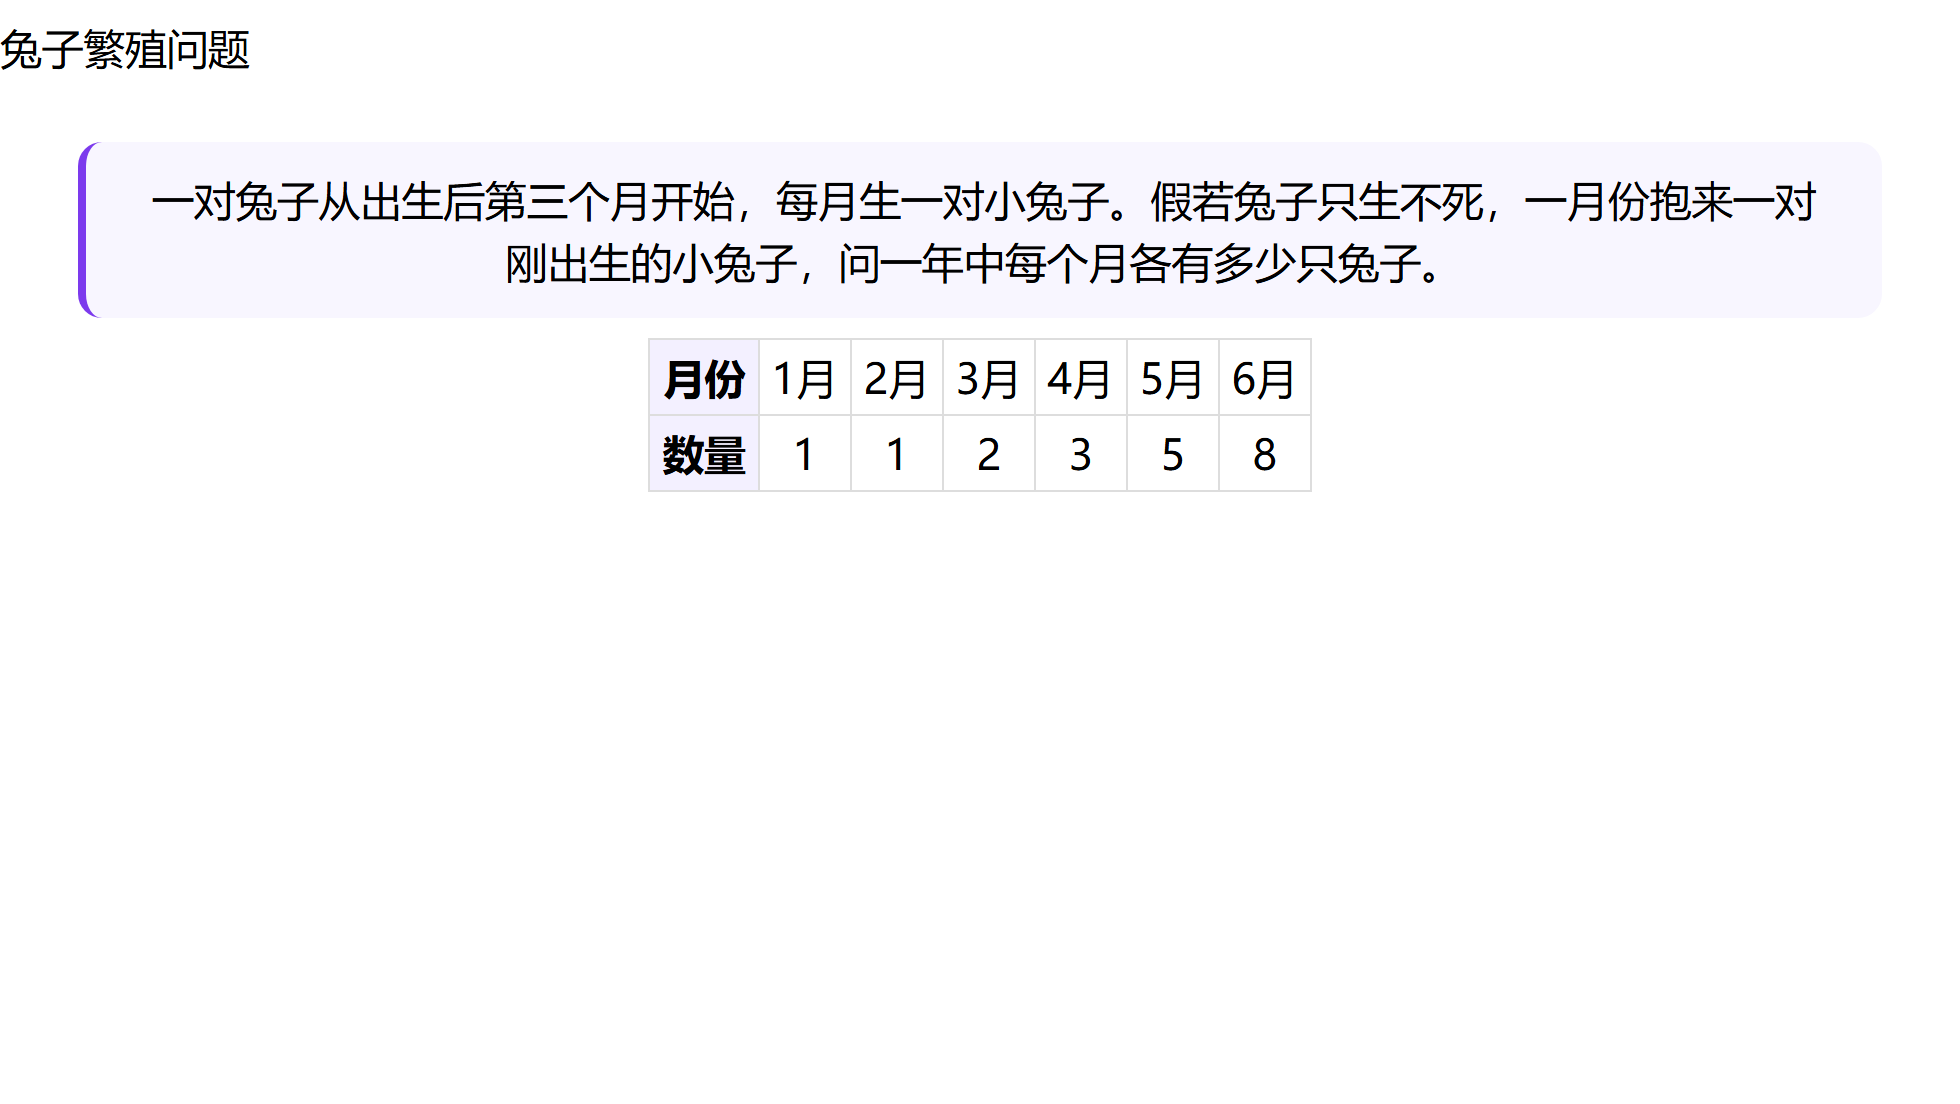 兔子繁殖问题
一对兔子从出生后第三个月开始，每月生一对小兔子。假若兔子只生不死，一月份抱来一对
刚出生的小兔子，问一年中每个月各有多少只兔子。
月份 1月 2月 3月 4月 5月 6月
数量 1 1 2 3 5 8